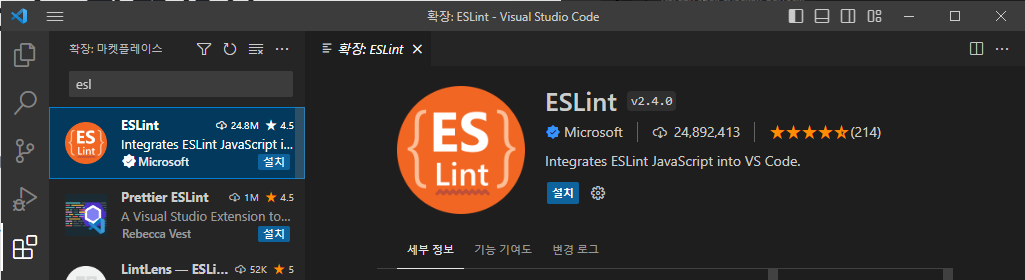 확장: ESLint - Visual Studio Code
확장: 마켓플레이스
esl
ESLint 24.8M ★ 4.5
Integrates ESLint JavaScript i...
Microsoft 설치
Prettier ESLint 1M ★ 4.5
A Visual Studio Extension to...
Rebecca Vest 설치
LintLens — ESLi... 52K ★ 5
확장: ESLint
ES
Lint
ESLint v2.4.0
Microsoft 24,892,413 (214)
Integrates ESLint JavaScript into VS Code.
설치
세부 정보 기능 기여도 변경 로그